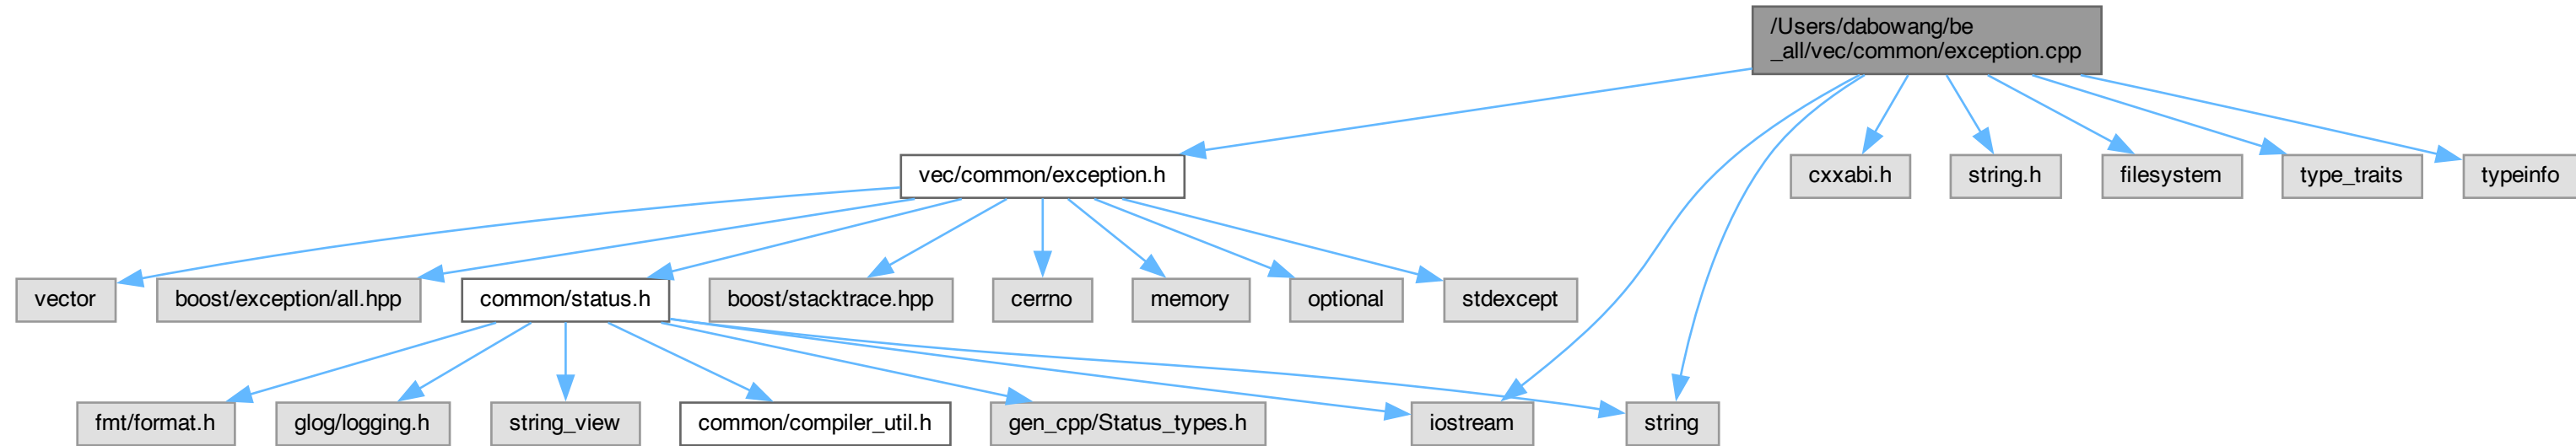 /Users/dabowang/be
_all/vec/common/exception.cpp
vec/common/exception.h
cxxabi.h
string.h
filesystem
type_traits
typeinfo
vector
boost/exception/all.hpp
common/status.h
boost/stacktrace.hpp
cerrno
memory
optional
stdexcept
fmt/format.h
glog/logging.h
string_view
common/compiler_util.h
gen_cpp/Status_types.h
iostream
string